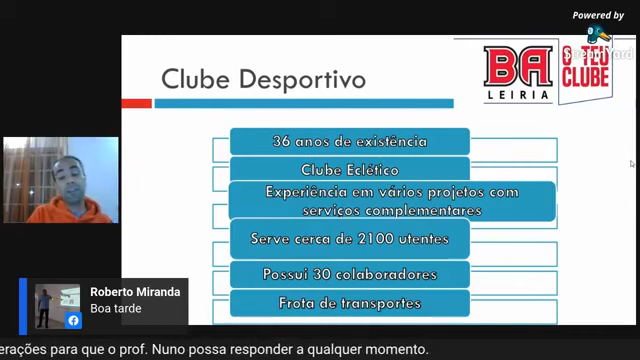 Powered by
StreamYard
Clube Desportivo
BA
LEIRIA
O TEU
CLUBE
36 anos de existência
Clube Eclético
Experiência em vários projetos com
serviços complementares
Serve cerca de 2100 utentes
Possui 30 colaboradores
Frota de transportes
Roberto Miranda
Boa tarde
erações para que o prof. Nuno possa responder a qualquer momento.